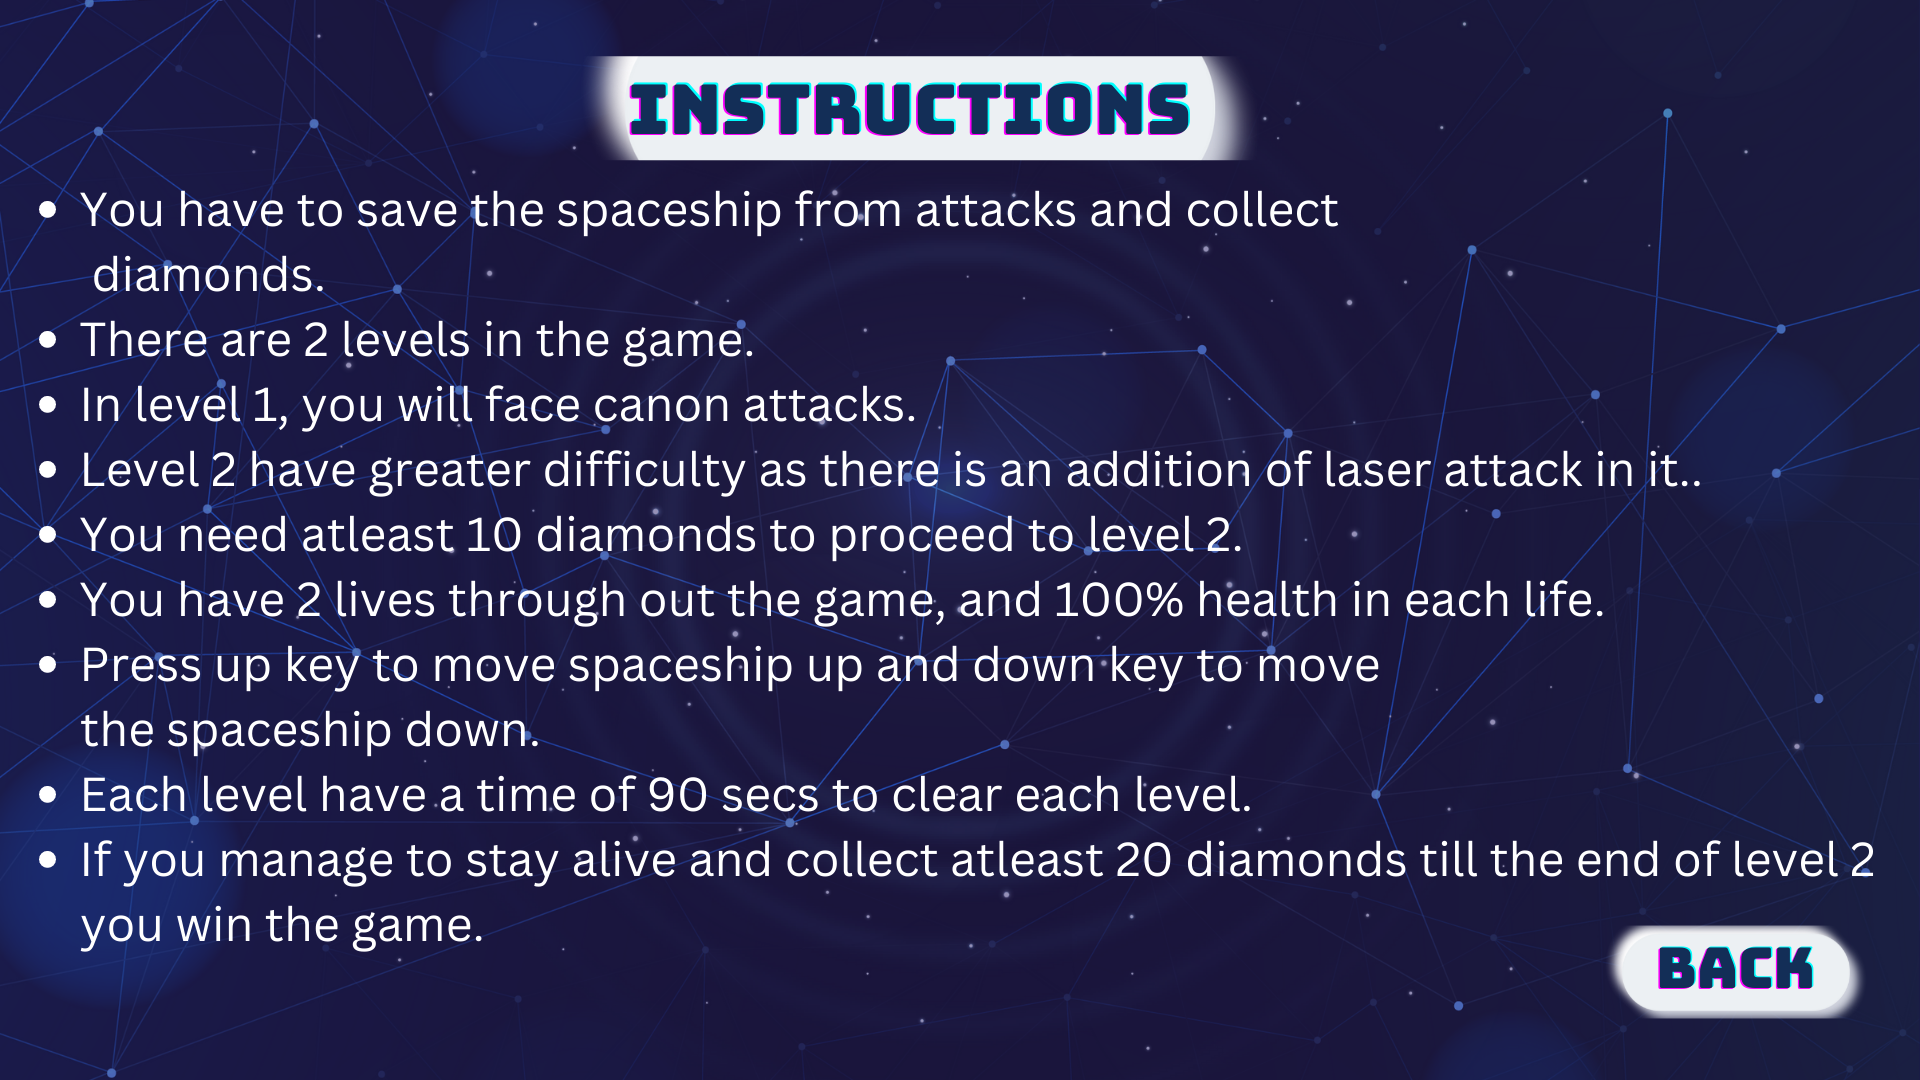 INSTRUCTIONS
• You have to save the spaceship from attacks and collect
diamonds.
• There are 2 levels in the game.
• In level 1, you will face canon attacks.
• Level 2 have greater difficulty as there is an addition of laser attack in it..
• You need atleast 10 diamonds to proceed to level 2.
• You have 2 lives through out the game, and 100% health in each life.
• Press up key to move spaceship up and down key to move
the spaceship down.
• Each level have a time of 90 secs to clear each level.
• If you manage to stay alive and collect atleast 20 diamonds till the end of level 2
you win the game.
BACK